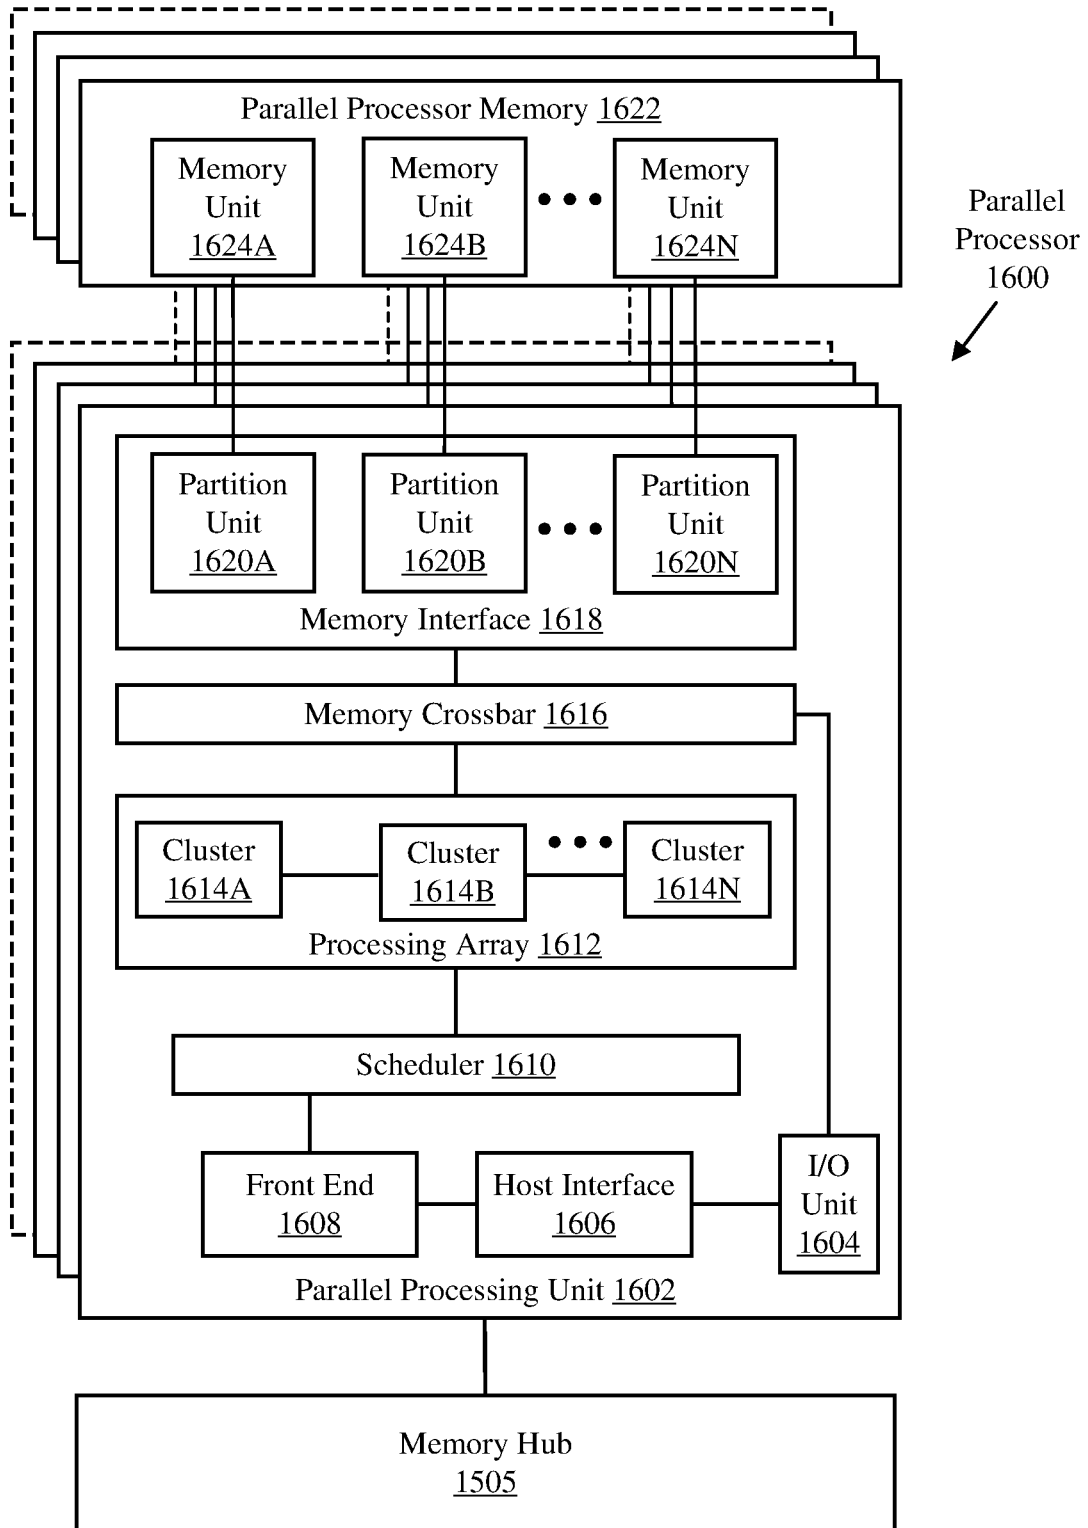 Parallel Processor Memory 1622
Memory
Unit
1624A
Memory
Unit
1624B
Memory
Unit
1624N
Parallel
Processor
1600
Partition
Unit
1620A
Partition
Unit
1620B
Partition
Unit
1620N
Memory Interface 1618
Memory Crossbar 1616
Cluster
1614A
Cluster
1614B
Cluster
1614N
Processing Array 1612
Scheduler 1610
Front End
1608
Host Interface
1606
I/O
Unit
1604
Parallel Processing Unit 1602
Memory Hub
1505